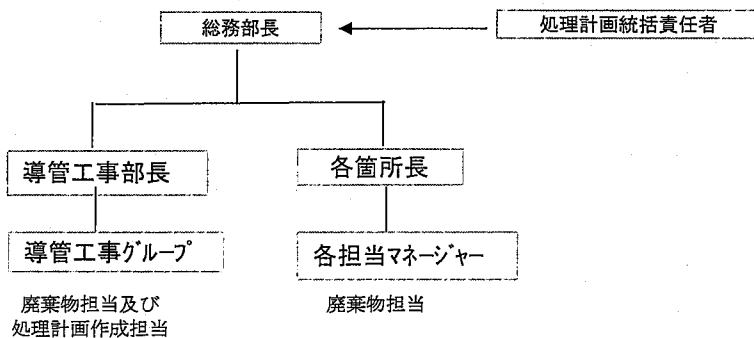 総務部長
処理計画統括責任者
導管工事部長
各箇所長
導管工事グループ
各担当マネージャー
廃棄物担当及び
処理計画作成担当
廃棄物担当